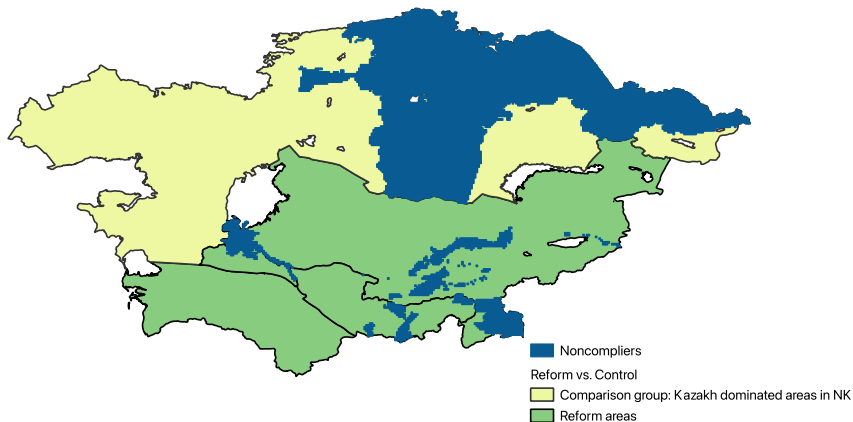 Noncompliers
Reform vs. Control
Comparison group: Kazakh dominated areas in NK
Reform areas